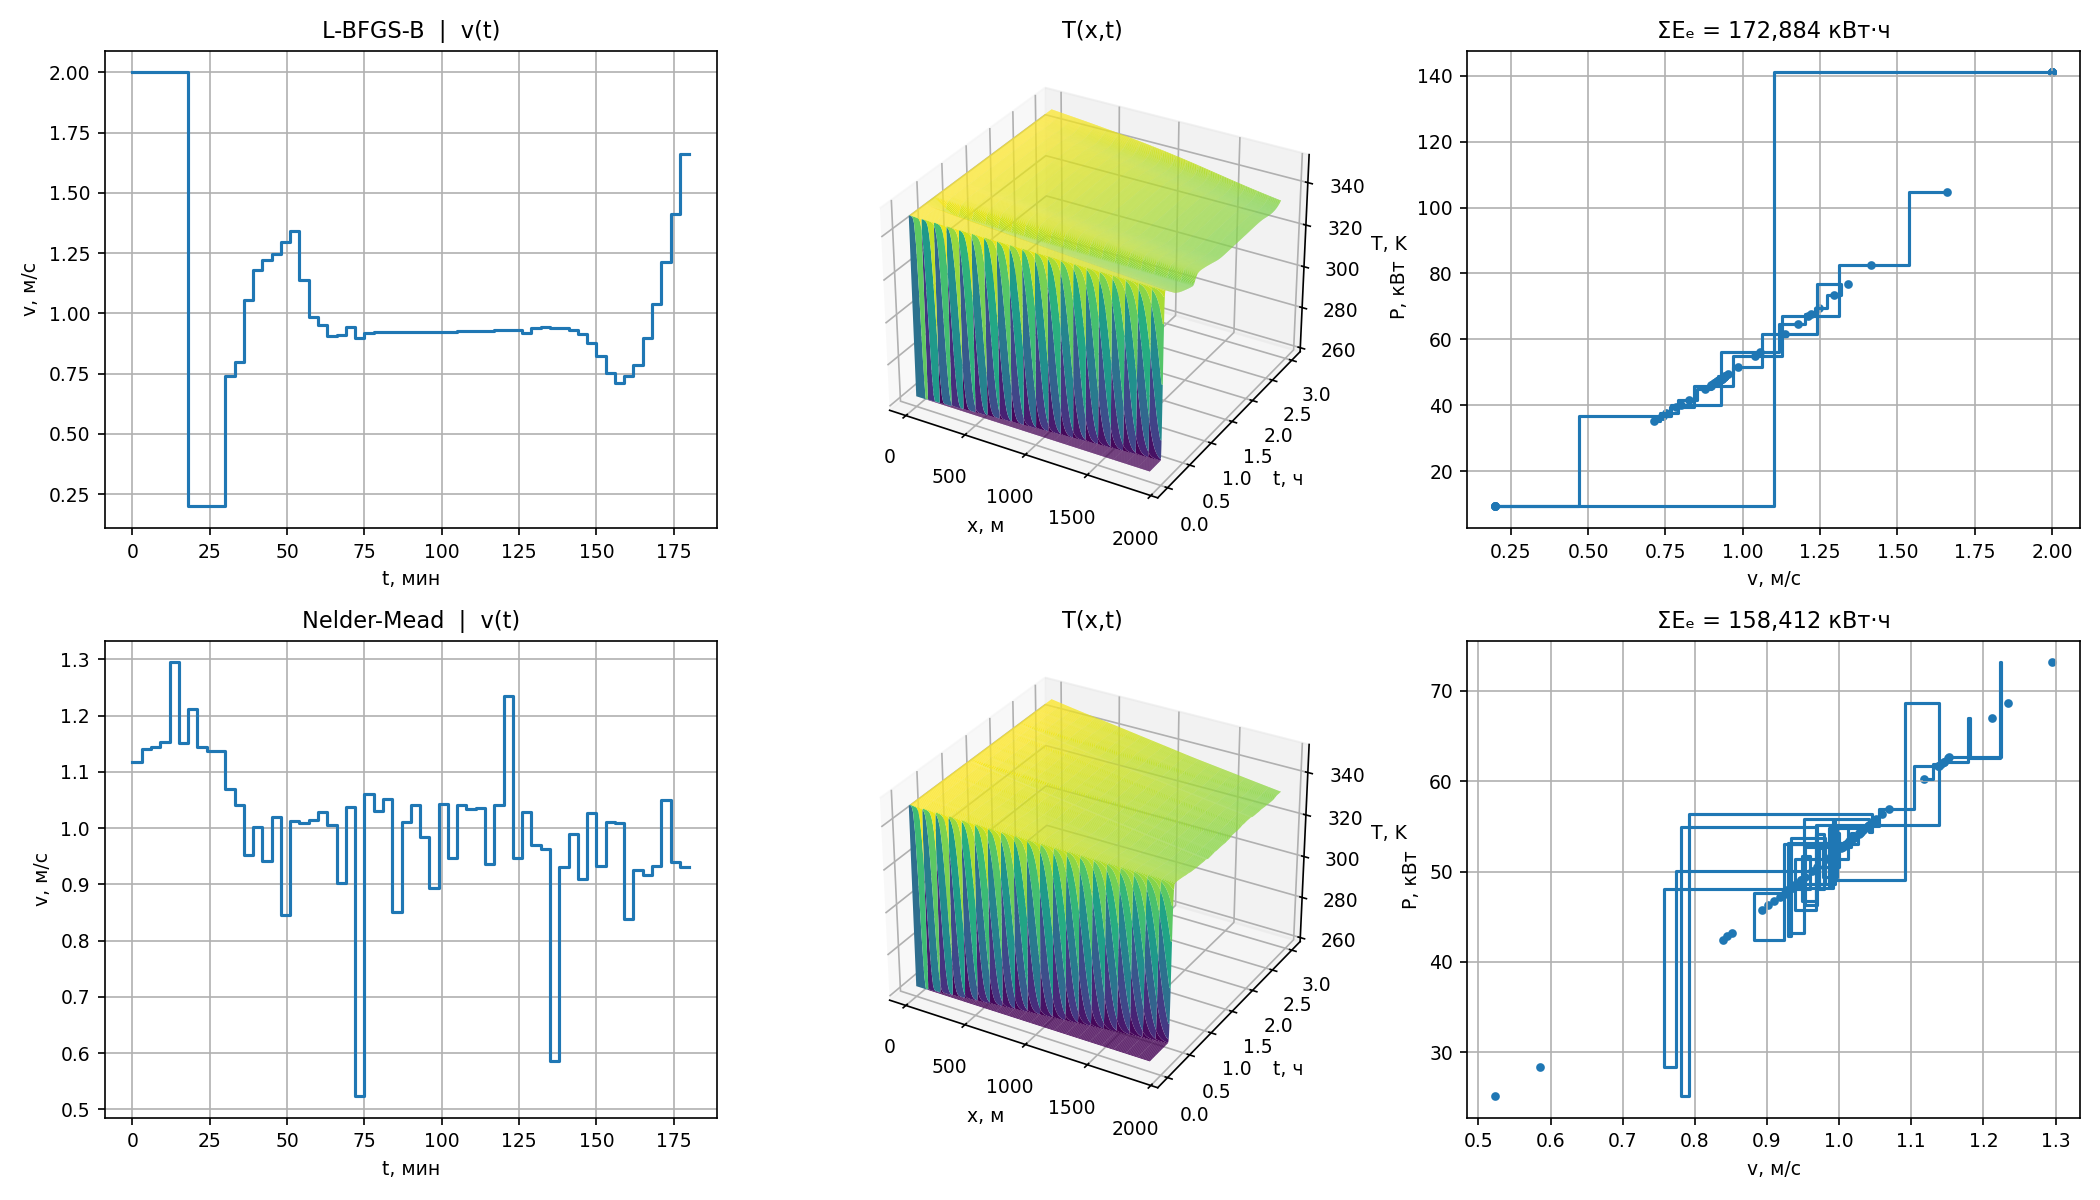 L-BFGS-B | v(t)
v, м/с
2.00
1.75
1.50
1.25
1.00
0.75
0.50
0.25
0 25 50 75 100 125 150 175
t, мин
T(x,t)
340
320
300
280
260
T, K
0 500 1000 1500 2000
x, м
0.0 0.5 1.0 1.5 2.0 2.5 3.0
t, ч
ΣEₑ = 172,884 кВт·ч
P, кВт
140
120
100
80
60
40
20
0.25 0.50 0.75 1.00 1.25 1.50 1.75 2.00
v, м/с
Nelder-Mead | v(t)
v, м/с
1.3
1.2
1.1
1.0
0.9
0.8
0.7
0.6
0.5
0 25 50 75 100 125 150 175
t, мин
T(x,t)
340
320
300
280
260
T, K
0 500 1000 1500 2000
x, м
0.0 0.5 1.0 1.5 2.0 2.5 3.0
t, ч
ΣEₑ = 158,412 кВт·ч
P, кВт
70
60
50
40
30
0.5 0.6 0.7 0.8 0.9 1.0 1.1 1.2 1.3
v, м/с